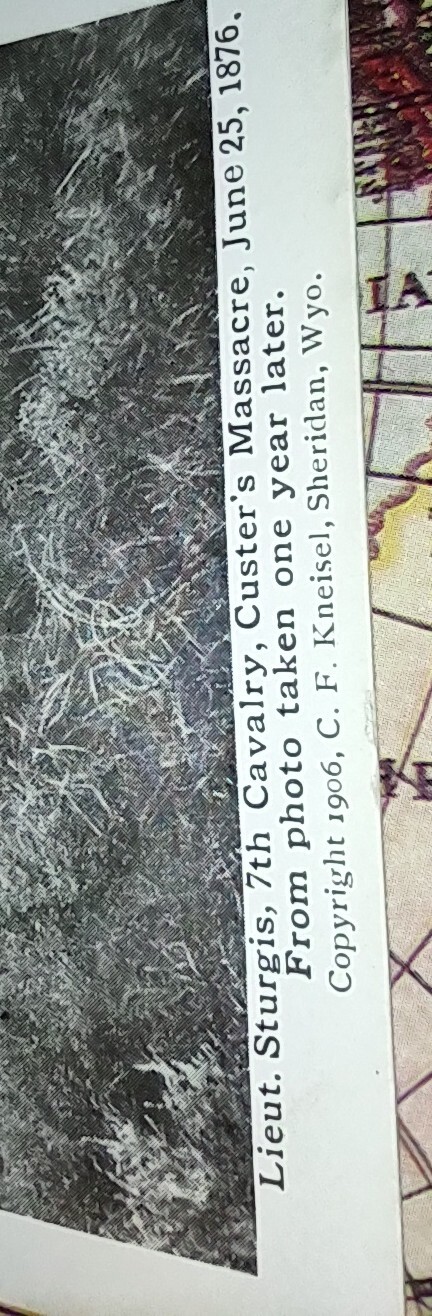 Lieut. Sturgis, 7th Cavalry, Custer's Massacre, June 25, 1876.
From photo taken one year later.
Copyright 1906, C. F. Kneisel, Sheridan, Wyo.
IA